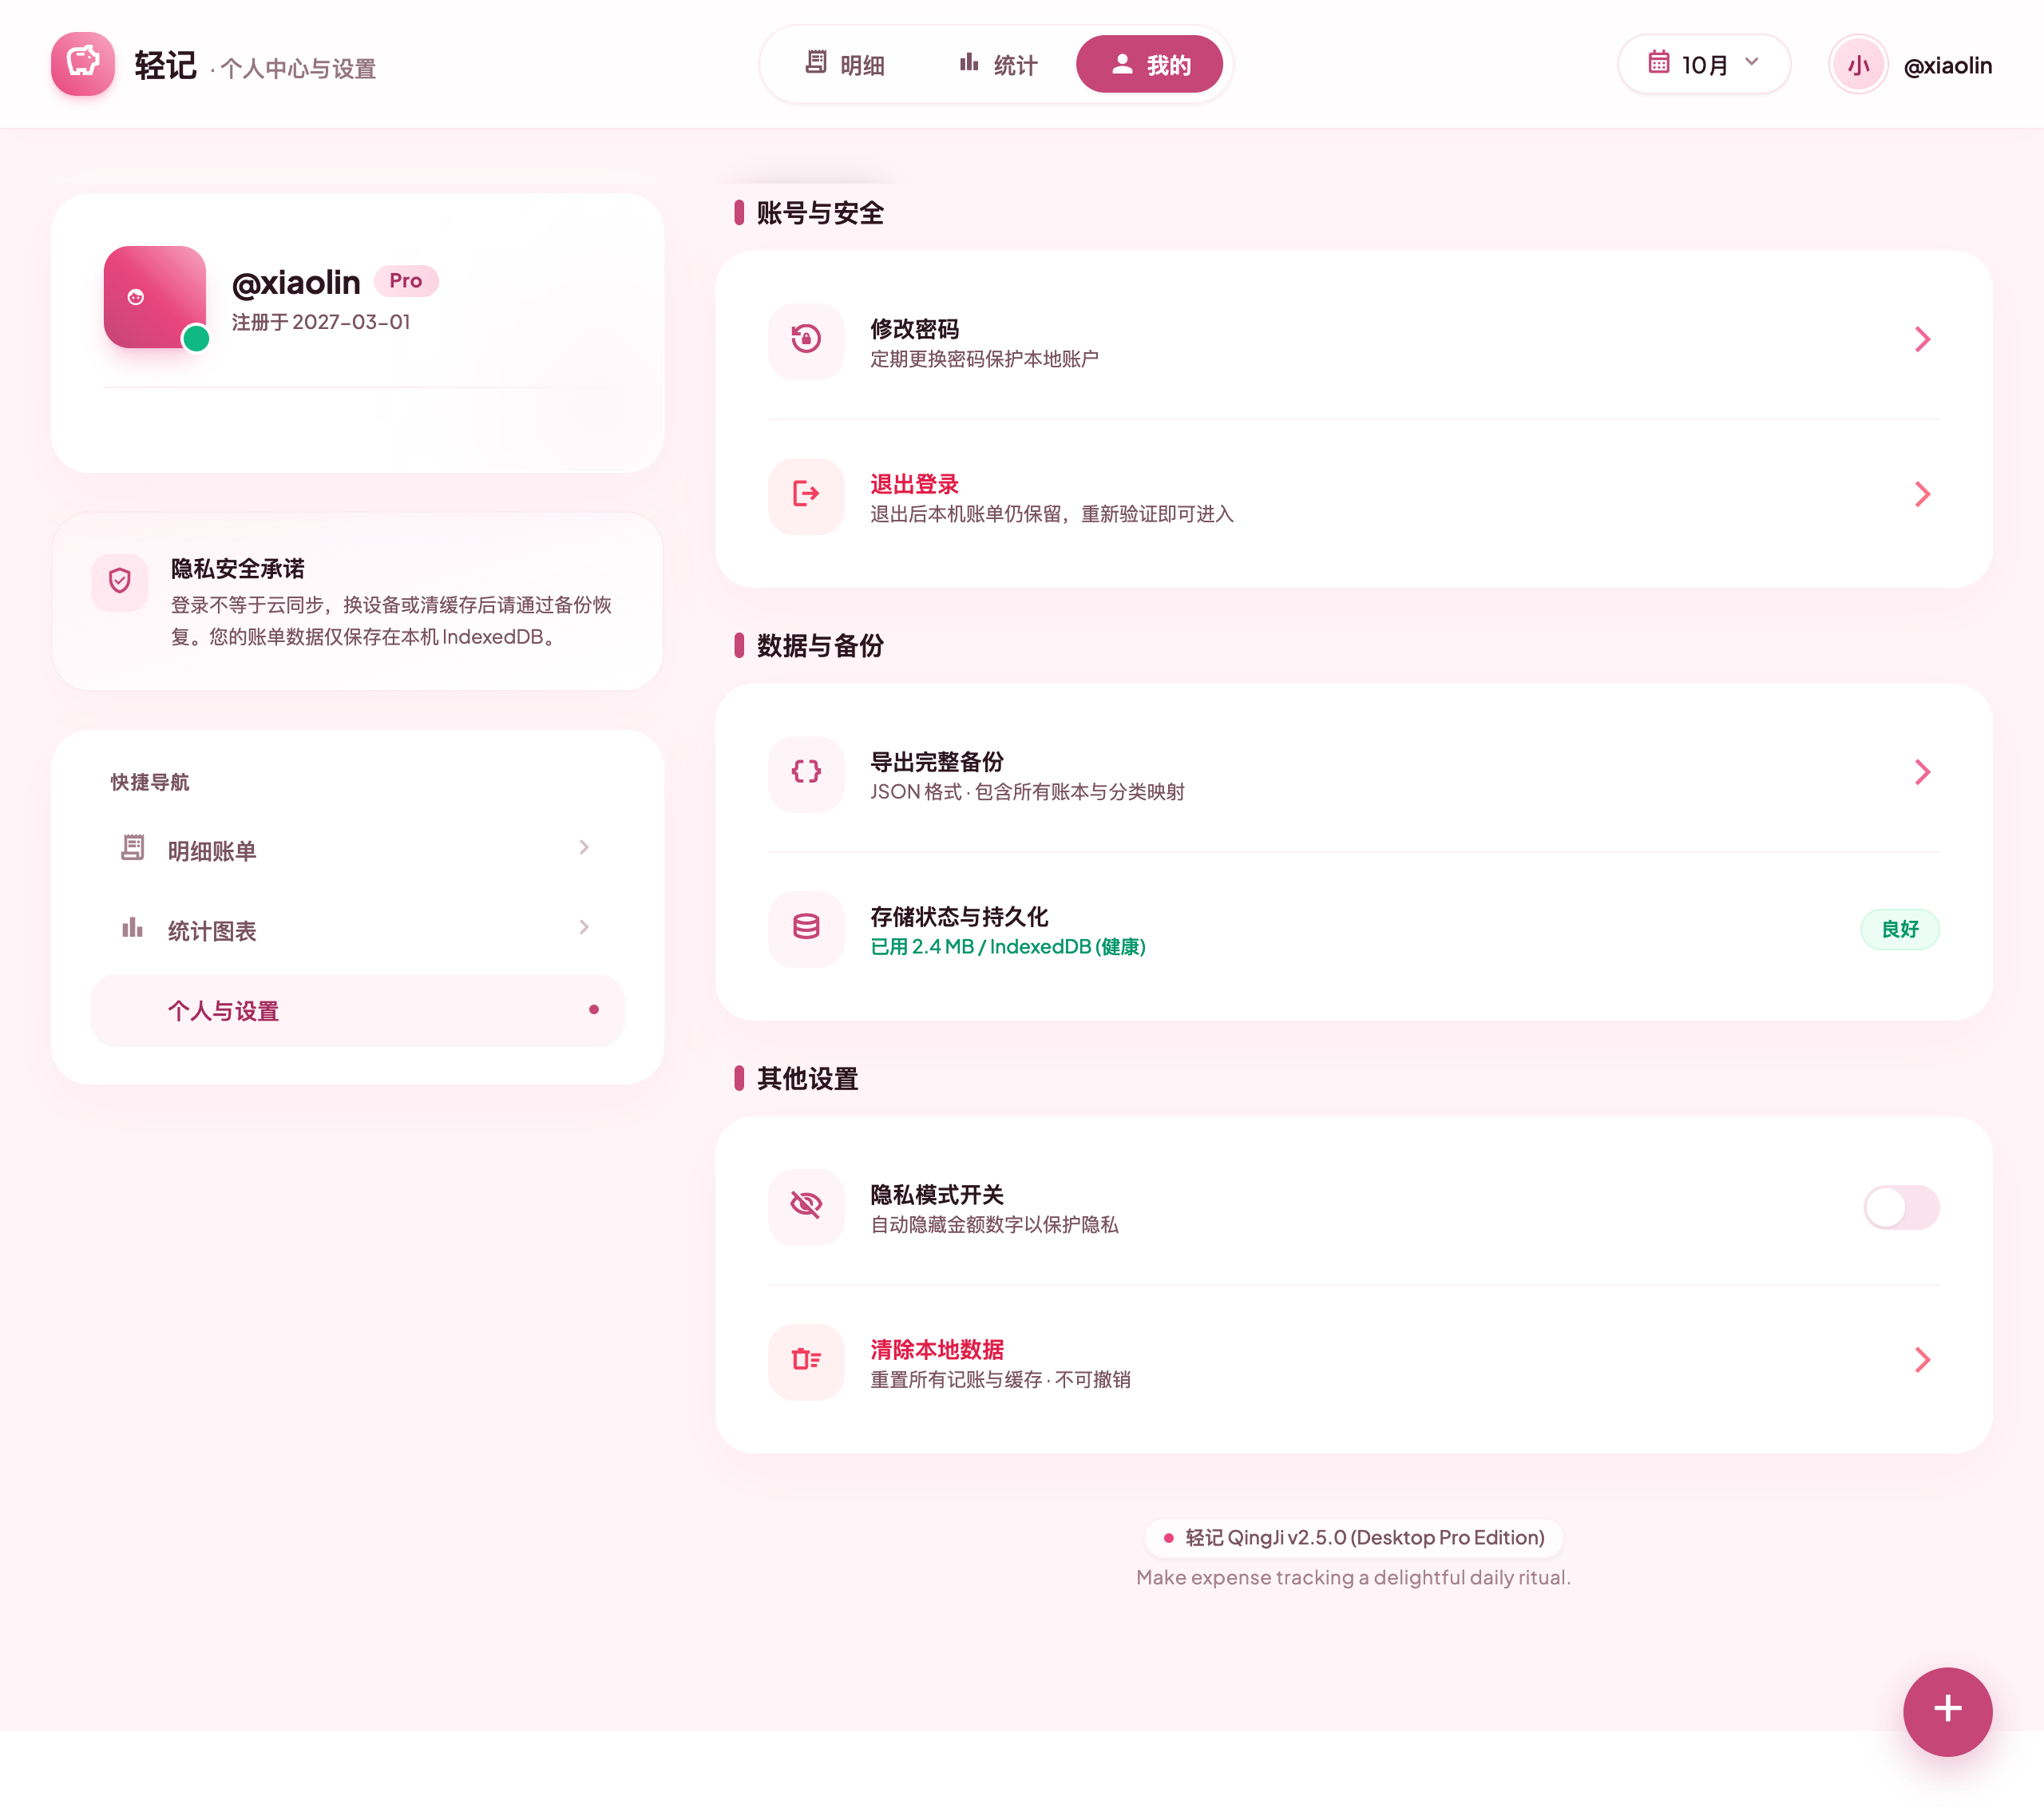 轻记 · 个人中心与设置
明细
统计
我的
10月
小
@xiaolin
@xiaolin
Pro
注册于 2027-03-01
隐私安全承诺
登录不等于云同步，换设备或清缓存后请通过备份恢
复。您的账单数据仅保存在本机 IndexedDB。
快捷导航
明细账单
统计图表
个人与设置
账号与安全
修改密码
定期更换密码保护本地账户
退出登录
退出后本机账单仍保留，重新验证即可进入
数据与备份
导出完整备份
JSON 格式 · 包含所有账本与分类映射
存储状态与持久化
已用 2.4 MB / IndexedDB (健康)
良好
其他设置
隐私模式开关
自动隐藏金额数字以保护隐私
清除本地数据
重置所有记账与缓存 · 不可撤销
轻记 QingJi v2.5.0 (Desktop Pro Edition)
Make expense tracking a delightful daily ritual.